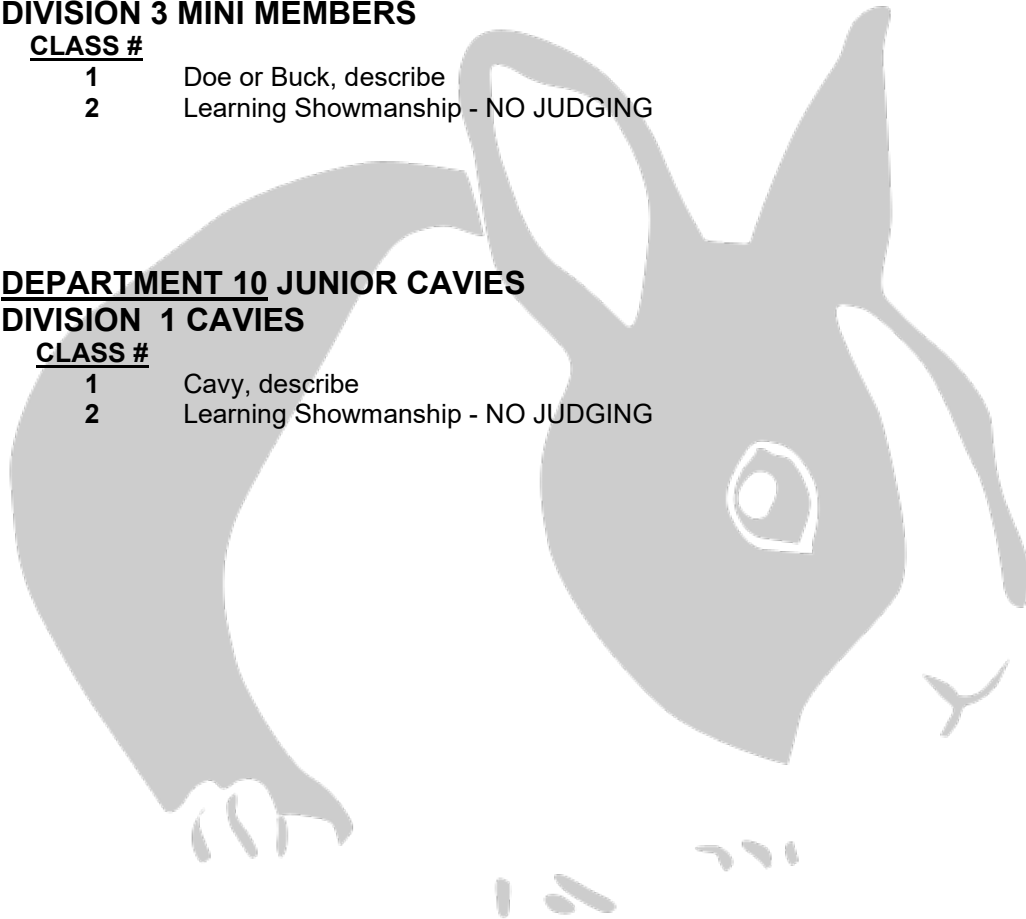 DIVISION 3 MINI MEMBERS
CLASS #
1 Doe or Buck, describe
2 Learning Showmanship - NO JUDGING
DEPARTMENT 10 JUNIOR CAVIES
DIVISION 1 CAVIES
CLASS #
1 Cavy, describe
2 Learning Showmanship - NO JUDGING